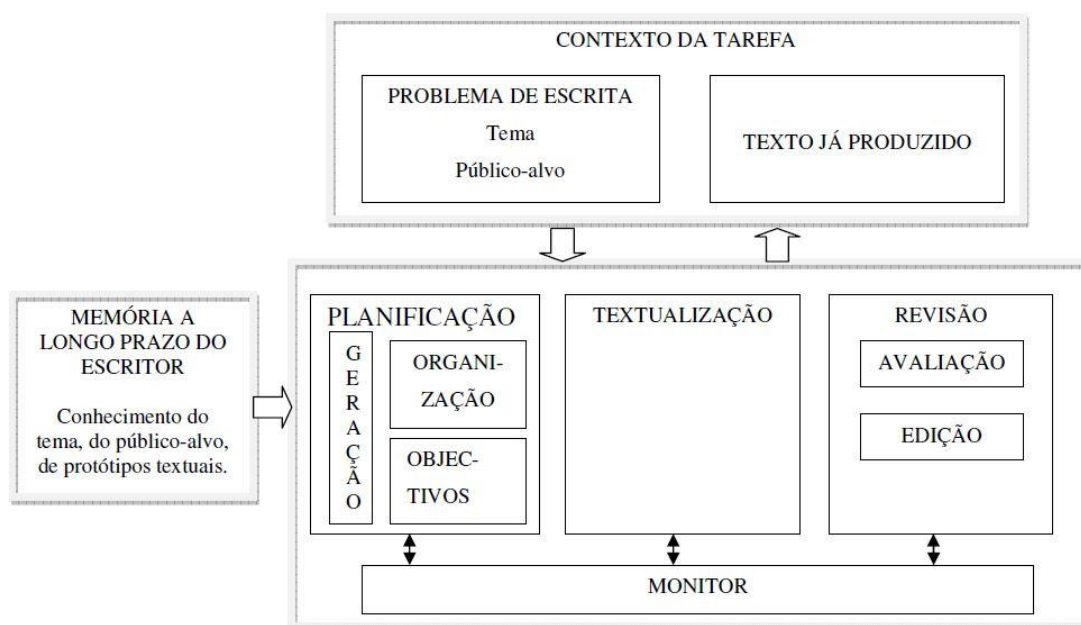 CONTEXTO DA TAREFA
PROBLEMA DE ESCRITA
Tema
Público-alvo
TEXTO JÁ PRODUZIDO
MEMÓRIA A
LONGO PRAZO DO
ESCRITOR
Conhecimento do
tema, do público-alvo,
de protótipos textuais.
PLANIFICAÇÃO
G
E
R
A
Ç
Ã
O
ORGANI-
ZAÇÃO
OBJEC-
TIVOS
TEXTUALIZAÇÃO
REVISÃO
AVALIAÇÃO
EDIÇÃO
MONITOR